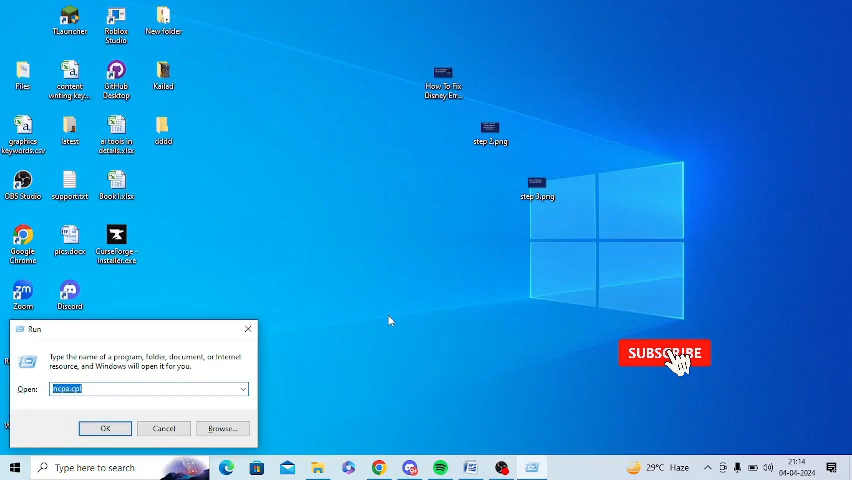 TLauncher
Roblox
Studio
New folder
Files
content
writing key...
GitHub
Desktop
Kailad
How To Fix
Disney Err...
graphics
keywords.csv
latest
ai tools in
details.xlsx
dddd
step 2.png
OBS Studio
support.txt
Book1.xlsx
step 3.png
Google
Chrome
pics.docx
CurseForge -
Installer.exe
Zoom
Discord
Run
Type the name of a program, folder, document, or Internet
resource, and Windows will open it for you.
Open:
ncpa.cpl
OK
Cancel
Browse...
SUBSCRIBE
Type here to search
29°C Haze
21:14
04-04-2024